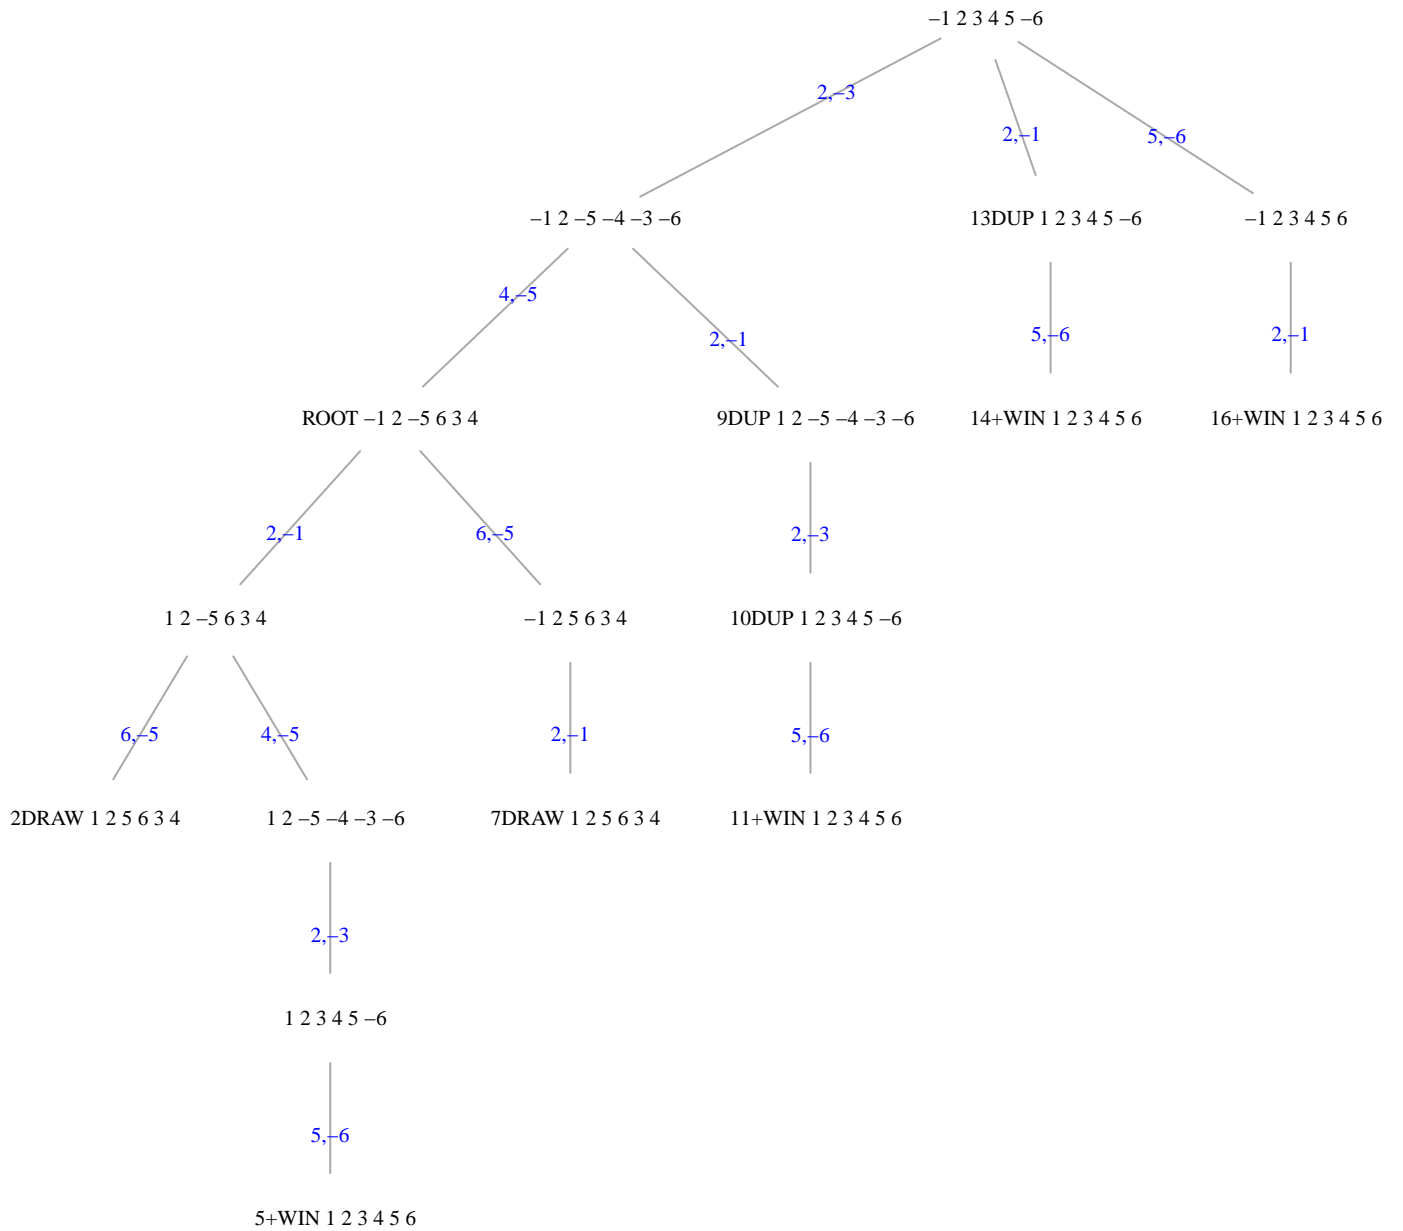 –1 2 3 4 5 –6
2,–3
2,–1
5,–6
–1 2 –5 –4 –3 –6
13DUP 1 2 3 4 5 –6
–1 2 3 4 5 6
4,–5
2,–1
5,–6
2,–1
ROOT –1 2 –5 6 3 4
9DUP 1 2 –5 –4 –3 –6
14+WIN 1 2 3 4 5 6
16+WIN 1 2 3 4 5 6
2,–1
6,–5
2,–3
1 2 –5 6 3 4
–1 2 5 6 3 4
10DUP 1 2 3 4 5 –6
6,–5
4,–5
2,–1
5,–6
2DRAW 1 2 5 6 3 4
1 2 –5 –4 –3 –6
7DRAW 1 2 5 6 3 4
11+WIN 1 2 3 4 5 6
2,–3
1 2 3 4 5 –6
5,–6
5+WIN 1 2 3 4 5 6